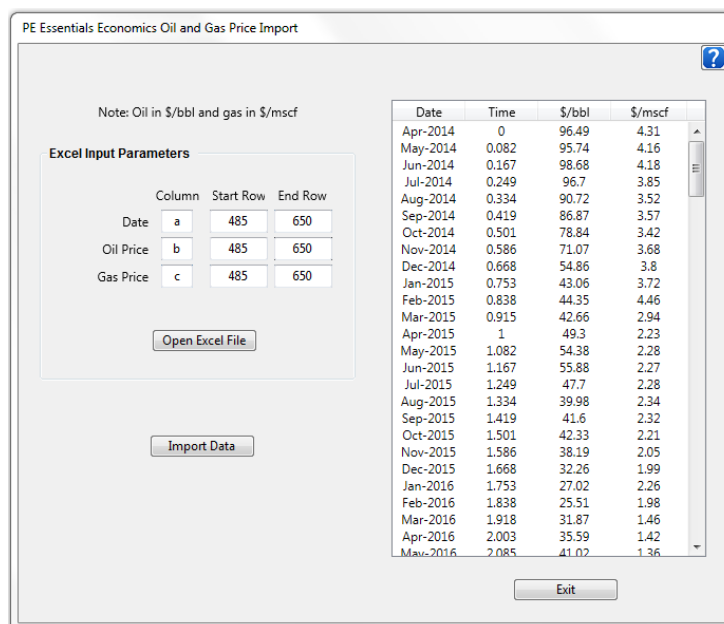 PE Essentials Economics Oil and Gas Price Import
?
Note: Oil in $/bbl and gas in $/mscf
Excel Input Parameters
Column Start Row End Row
Date a 485 650
Oil Price b 485 650
Gas Price c 485 650
Open Excel File
Import Data
Date Time $/bbl $/mscf
Apr-2014 0 96.49 4.31
May-2014 0.082 95.74 4.16
Jun-2014 0.167 98.68 4.18
Jul-2014 0.249 96.7 3.85
Aug-2014 0.334 90.72 3.52
Sep-2014 0.419 86.87 3.57
Oct-2014 0.501 78.84 3.42
Nov-2014 0.586 71.07 3.68
Dec-2014 0.668 54.86 3.8
Jan-2015 0.753 43.06 3.72
Feb-2015 0.838 44.35 4.46
Mar-2015 0.915 42.66 2.94
Apr-2015 1 49.3 2.23
May-2015 1.082 54.38 2.28
Jun-2015 1.167 55.88 2.27
Jul-2015 1.249 47.7 2.28
Aug-2015 1.334 39.98 2.34
Sep-2015 1.419 41.6 2.32
Oct-2015 1.501 42.33 2.21
Nov-2015 1.586 38.19 2.05
Dec-2015 1.668 32.26 1.99
Jan-2016 1.753 27.02 2.26
Feb-2016 1.838 25.51 1.98
Mar-2016 1.918 31.87 1.46
Apr-2016 2.003 35.59 1.42
May-2016 2.085 41.02 1.36
Exit